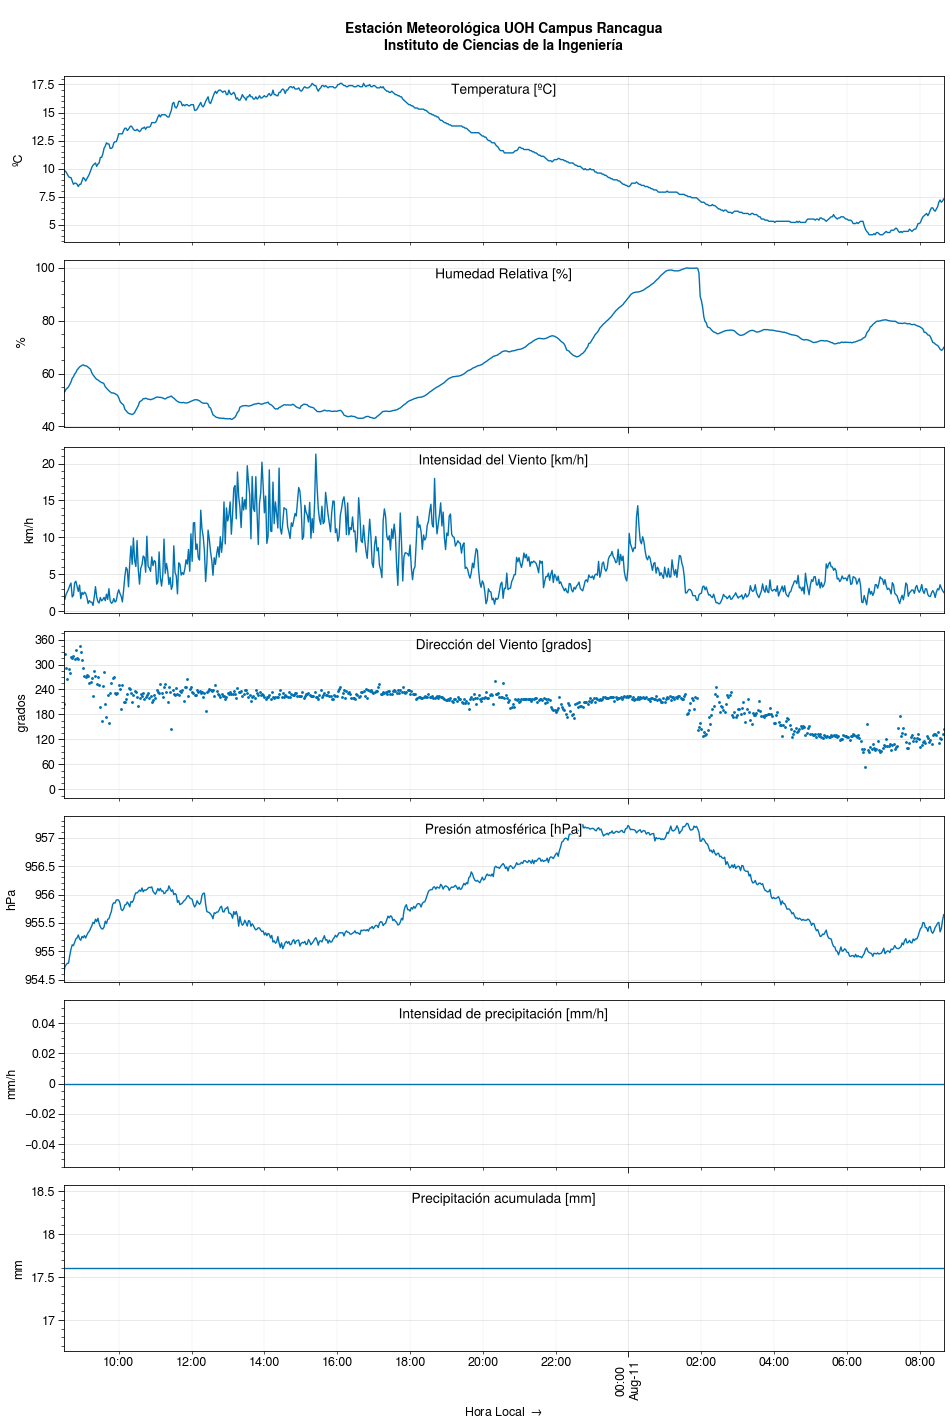 Estación Meteorológica UOH Campus Rancagua
Instituto de Ciencias de la Ingeniería
Temperatura [ºC]
17.5
15
12.5
10
7.5
5
ºC
Humedad Relativa [%]
100
80
60
40
%
Intensidad del Viento [km/h]
20
15
10
5
0
km/h
Dirección del Viento [grados]
360
300
240
180
120
60
0
grados
Presión atmosférica [hPa]
957
956.5
956
955.5
955
954.5
hPa
Intensidad de precipitación [mm/h]
0.04
0.02
0
−0.02
−0.04
mm/h
Precipitación acumulada [mm]
18.5
18
17.5
17
mm
10:00 12:00 14:00 16:00 18:00 20:00 22:00 00:00 02:00 04:00 06:00 08:00
Aug-11
Hora Local →